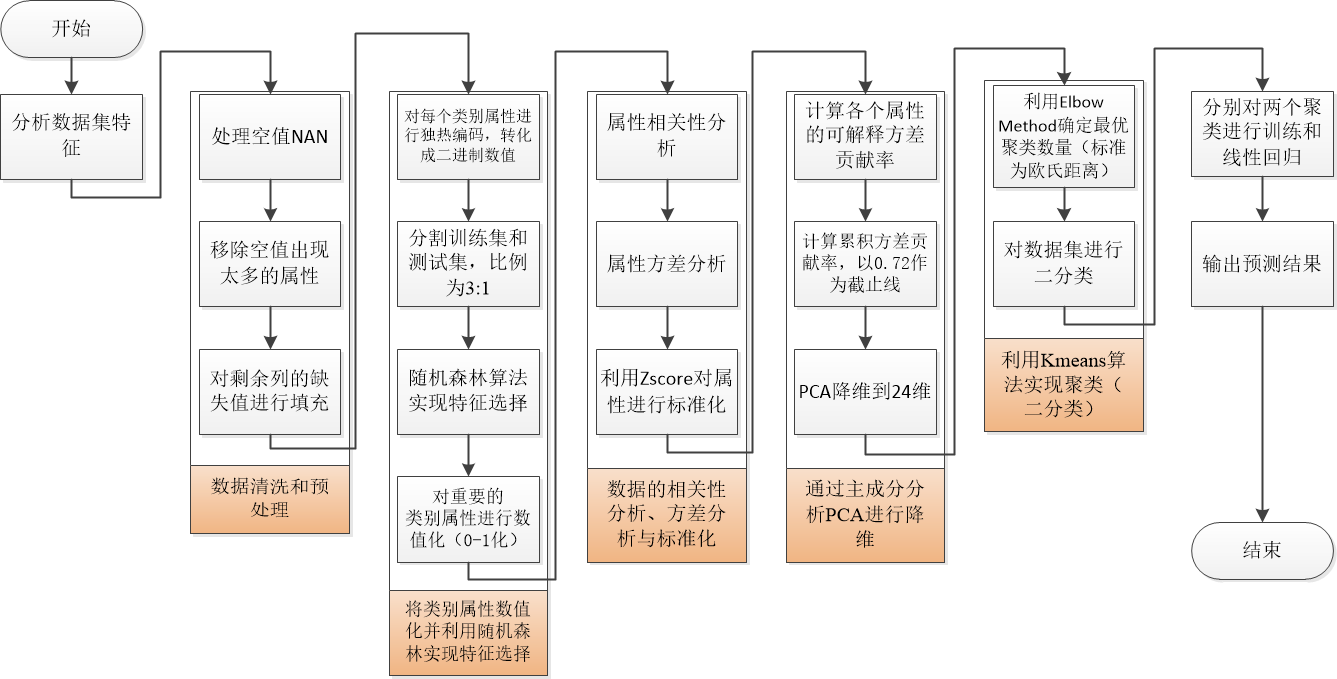 开始
分析数据集特
征
处理空值NAN
移除空值出现
太多的属性
对剩余列的缺
失值进行填充
数据清洗和预
处理
对每个类别属性进
行独热编码，转化
成二进制数值
分割训练集和
测试集，比例
为3:1
随机森林算法
实现特征选择
对重要的
类别属性进行数
值化（0-1化）
将类别属性数值
化并利用随机森
林实现特征选择
属性相关性分
析
属性方差分析
利用Zscore对属
性进行标准化
数据的相关性
分析、方差分
析与标准化
计算各个属性
的可解释方差
贡献率
计算累积方差贡
献率，以0.72作
为截止线
PCA降维到24维
通过主成分分
析PCA进行降
维
利用Elbow
Method确定最优
聚类数量（标准
为欧氏距离）
对数据集进行
二分类
利用Kmeans算
法实现聚类（
二分类）
分别对两个聚
类进行训练和
线性回归
输出预测结果
结束